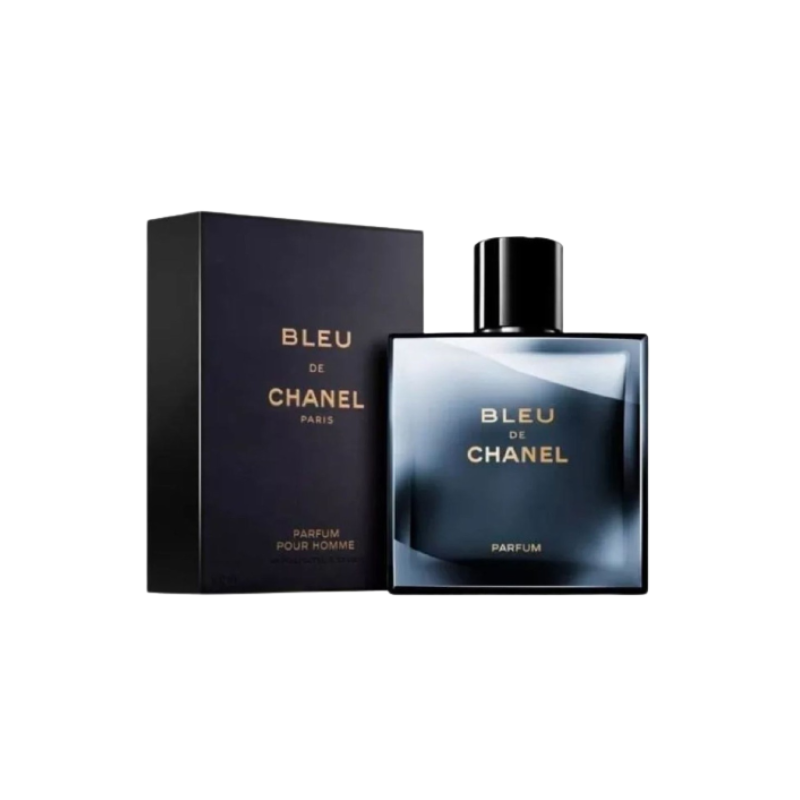 BLEU
DE
CHANEL
PARIS
PARFUM
POUR HOMME
BLEU
DE
CHANEL
PARFUM